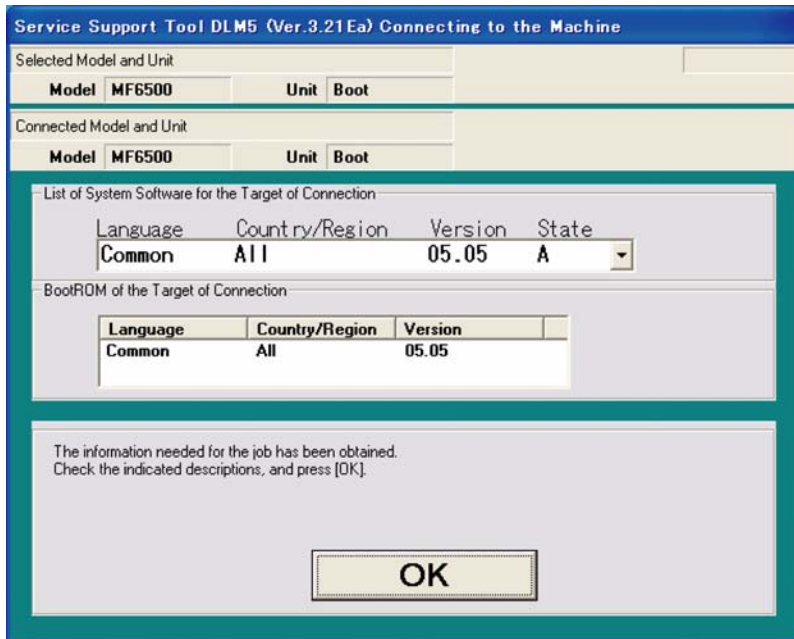 Service Support Tool DLM5 (Ver.3.21Ea) Connecting to the Machine
Selected Model and Unit
Model MF6500 Unit Boot
Connected Model and Unit
Model MF6500 Unit Boot
List of System Software for the Target of Connection
Language Country/Region Version State
Common All 05.05 A
BootROM of the Target of Connection
Language Country/Region Version
Common All 05.05
The information needed for the job has been obtained.
Check the indicated descriptions, and press [OK].
OK